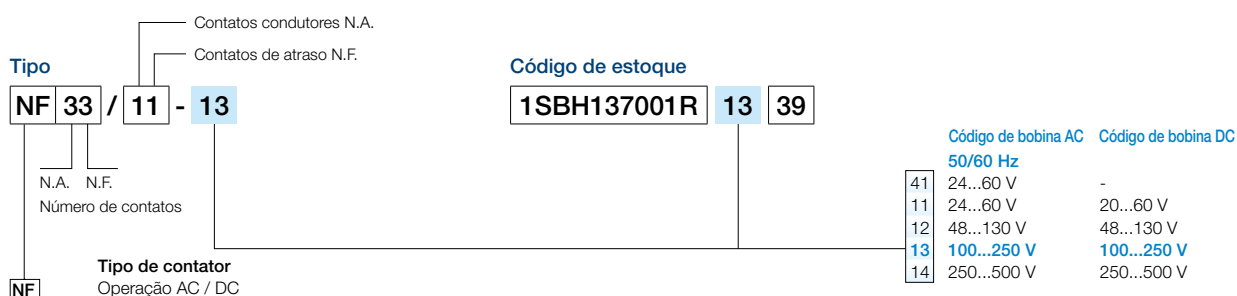 Contatos condutores N.A.
Contatos de atraso N.F.
Tipo
NF 33 / 11 - 13
Código de estoque
1SBH137001R 13 39
N.A. N.F.
Número de contatos
Código de bobina AC Código de bobina DC
50/60 Hz
41 24...60 V -
11 24...60 V 20...60 V
12 48...130 V 48...130 V
13 100...250 V 100...250 V
14 250...500 V 250...500 V
Tipo de contator
NF Operação AC / DC